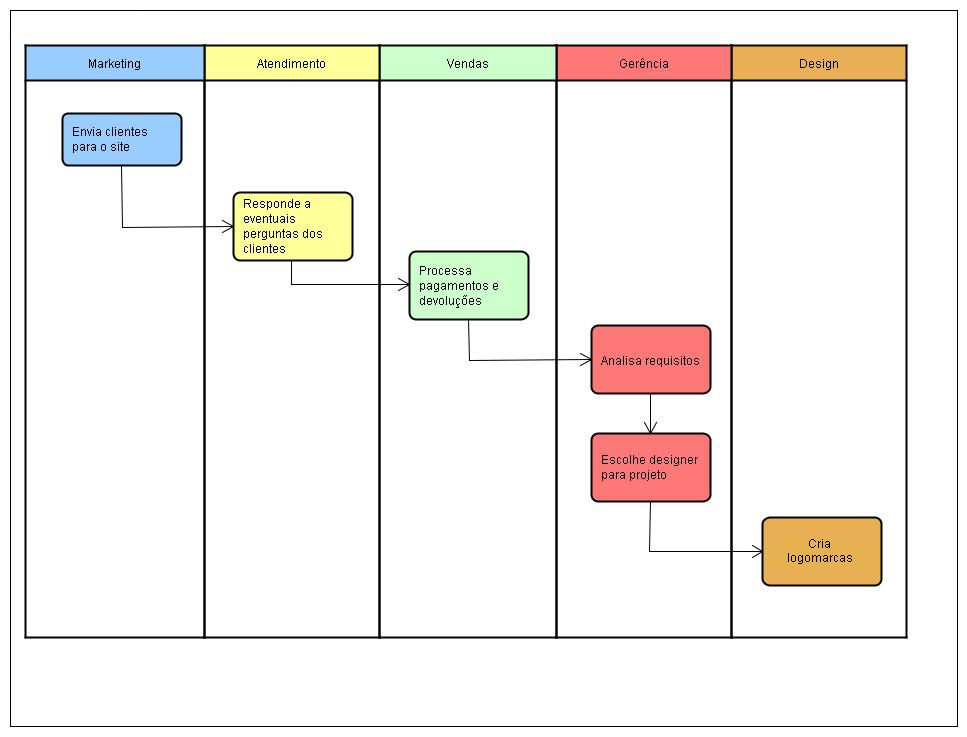 Marketing
Atendimento
Vendas
Gerência
Design
Envia clientes
para o site
Responde a
eventuais
perguntas dos
clientes
Processa
pagamentos e
devoluções
Analisa requisitos
Escolhe designer
para projeto
Cria
logomarcas